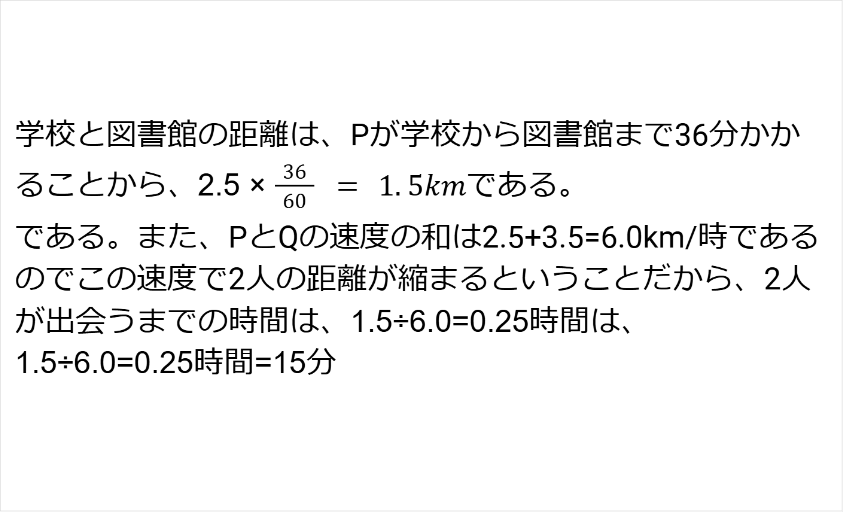 学校と図書館の距離は、Pが学校から図書館まで36分かか
ることから、2.5 × 36/60 = 1.5kmである。
である。また、PとQの速度の和は2.5+3.5=6.0km/時である
のでこの速度で2人の距離が縮まるということだから、2人
が出会うまでの時間は、1.5÷6.0=0.25時間は、
1.5÷6.0=0.25時間=15分